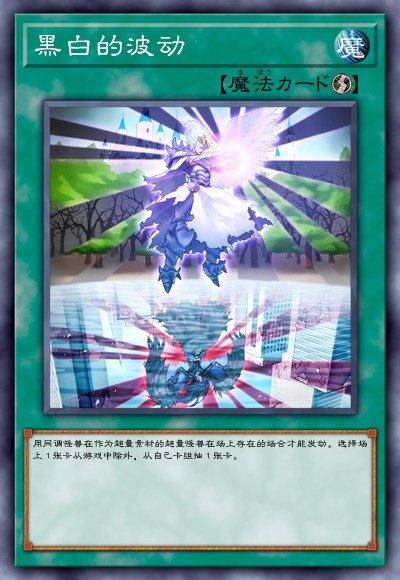 黑白的波动
魔
【魔法カード】
ま ほう
用同调怪兽在作为超量素材的超量怪兽在场上存在的场合才能发动。选择场
上1张卡从游戏中除外，从自己卡组抽1张卡。